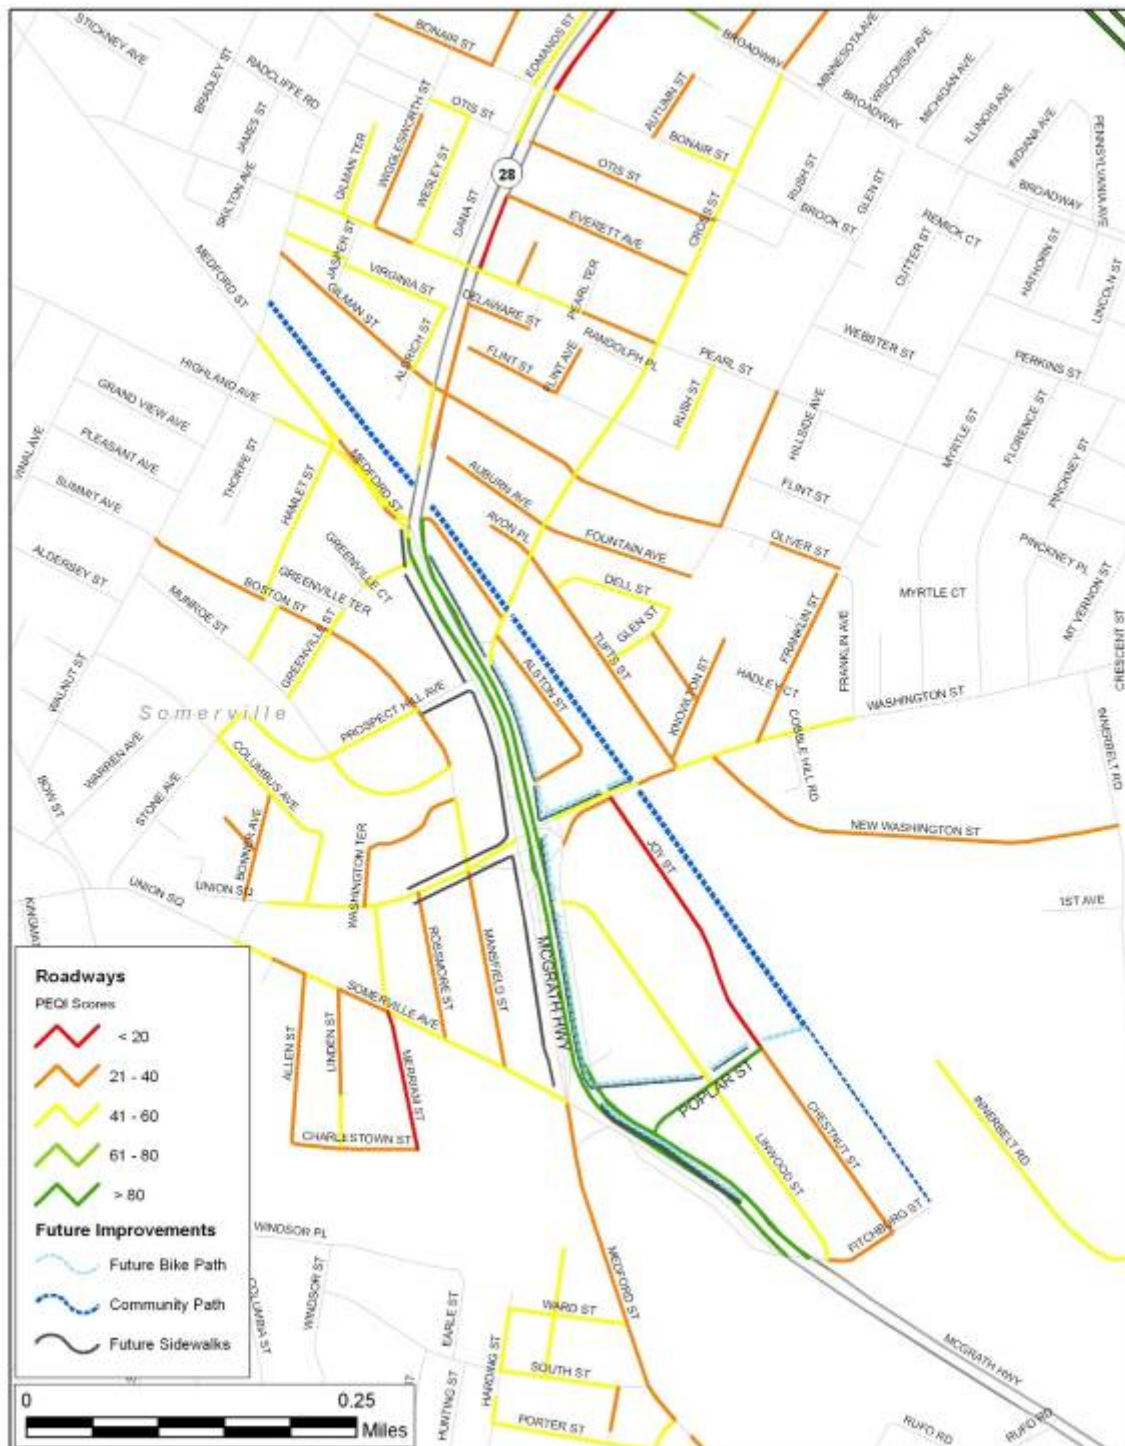 STICKNEY AVE
BRADLEY ST
RADCLIFFE RD
JAMES ST
SKILTON AVE
BONAIR ST
EDMANDS ST
OTIS ST
GILMAN TER
WIGGLESWORTH ST
WESLEY ST
DANA ST
28
BROADWAY
AUTUMN ST
BONAIR ST
OTIS ST
EVERETT AVE
CROSS ST
MINNESOTA AVE
WISCONSIN AVE
BROADWAY
MICHIGAN AVE
ILLINOIS AVE
INDIANA AVE
PENNSYLVANIA AVE
BROADWAY
RUSH ST
GLEN ST
BROOK ST
REMICK CT
CUTTER ST
HATHORN ST
LINCOLN ST
MEDFORD ST
JASPER ST
VIRGINIA ST
GILMAN ST
ALDRICH ST
DELAWARE ST
PEARL TER
RANDOLPH PL
FLINT ST
FLINT AVE
PEARL ST
RUSH ST
WEBSTER ST
PERKINS ST
HILLSIDE AVE
MYRTLE ST
FLORENCE ST
PINCKNEY ST
FLINT ST
HIGHLAND AVE
GRAND VIEW AVE
PLEASANT AVE
VINAL AVE
SUMMIT AVE
THORPE ST
HAMLET ST
MEDFORD ST
AUBURN AVE
AVON PL
FOUNTAIN AVE
OLIVER ST
PINCKNEY PL
MYRTLE CT
MT VERNON ST
CRESCENT ST
ALDERSEY ST
MUNROE ST
BOSTON ST
GREENVILLE TER
GREENVILLE CT
GREENVILLE ST
DELL ST
GLEN ST
TUFTS ST
KNOWLTON ST
HADLEY CT
FRANKLIN ST
FRANKLIN AVE
WASHINGTON ST
INNERBELT RD
COBBLE HILL RD
WALNUT ST
Somerville
PROSPECT HILL AVE
ALSTON ST
WARREN AVE
BOW ST
STONE AVE
COLUMBUS AVE
BONNER AVE
WASHINGTON TER
UNION SQ
UNION SQ
NEW WASHINGTON ST
JOY ST
1ST AVE
ROSSMORE ST
MANSFIELD ST
MCGRATH HWY
SOMERVILLE AVE
ALLEN ST
LINDEN ST
MERRIAM ST
CHARLESTOWN ST
POPLAR ST
CHESTNUT ST
LINWOOD ST
FITCHBURG ST
INNERBELT RD
Roadways
PEQI Scores
< 20
21 - 40
41 - 60
61 - 80
> 80
Future Improvements
Future Bike Path
Community Path
Future Sidewalks
WINDSOR PL
WINDSOR ST
COLUMBIA ST
EARLE ST
HUNTING ST
HARDING ST
MEDFORD ST
WARD ST
SOUTH ST
PORTER ST
MCGRATH HWY
RUFO RD
RUFO RD
0 0.25
Miles